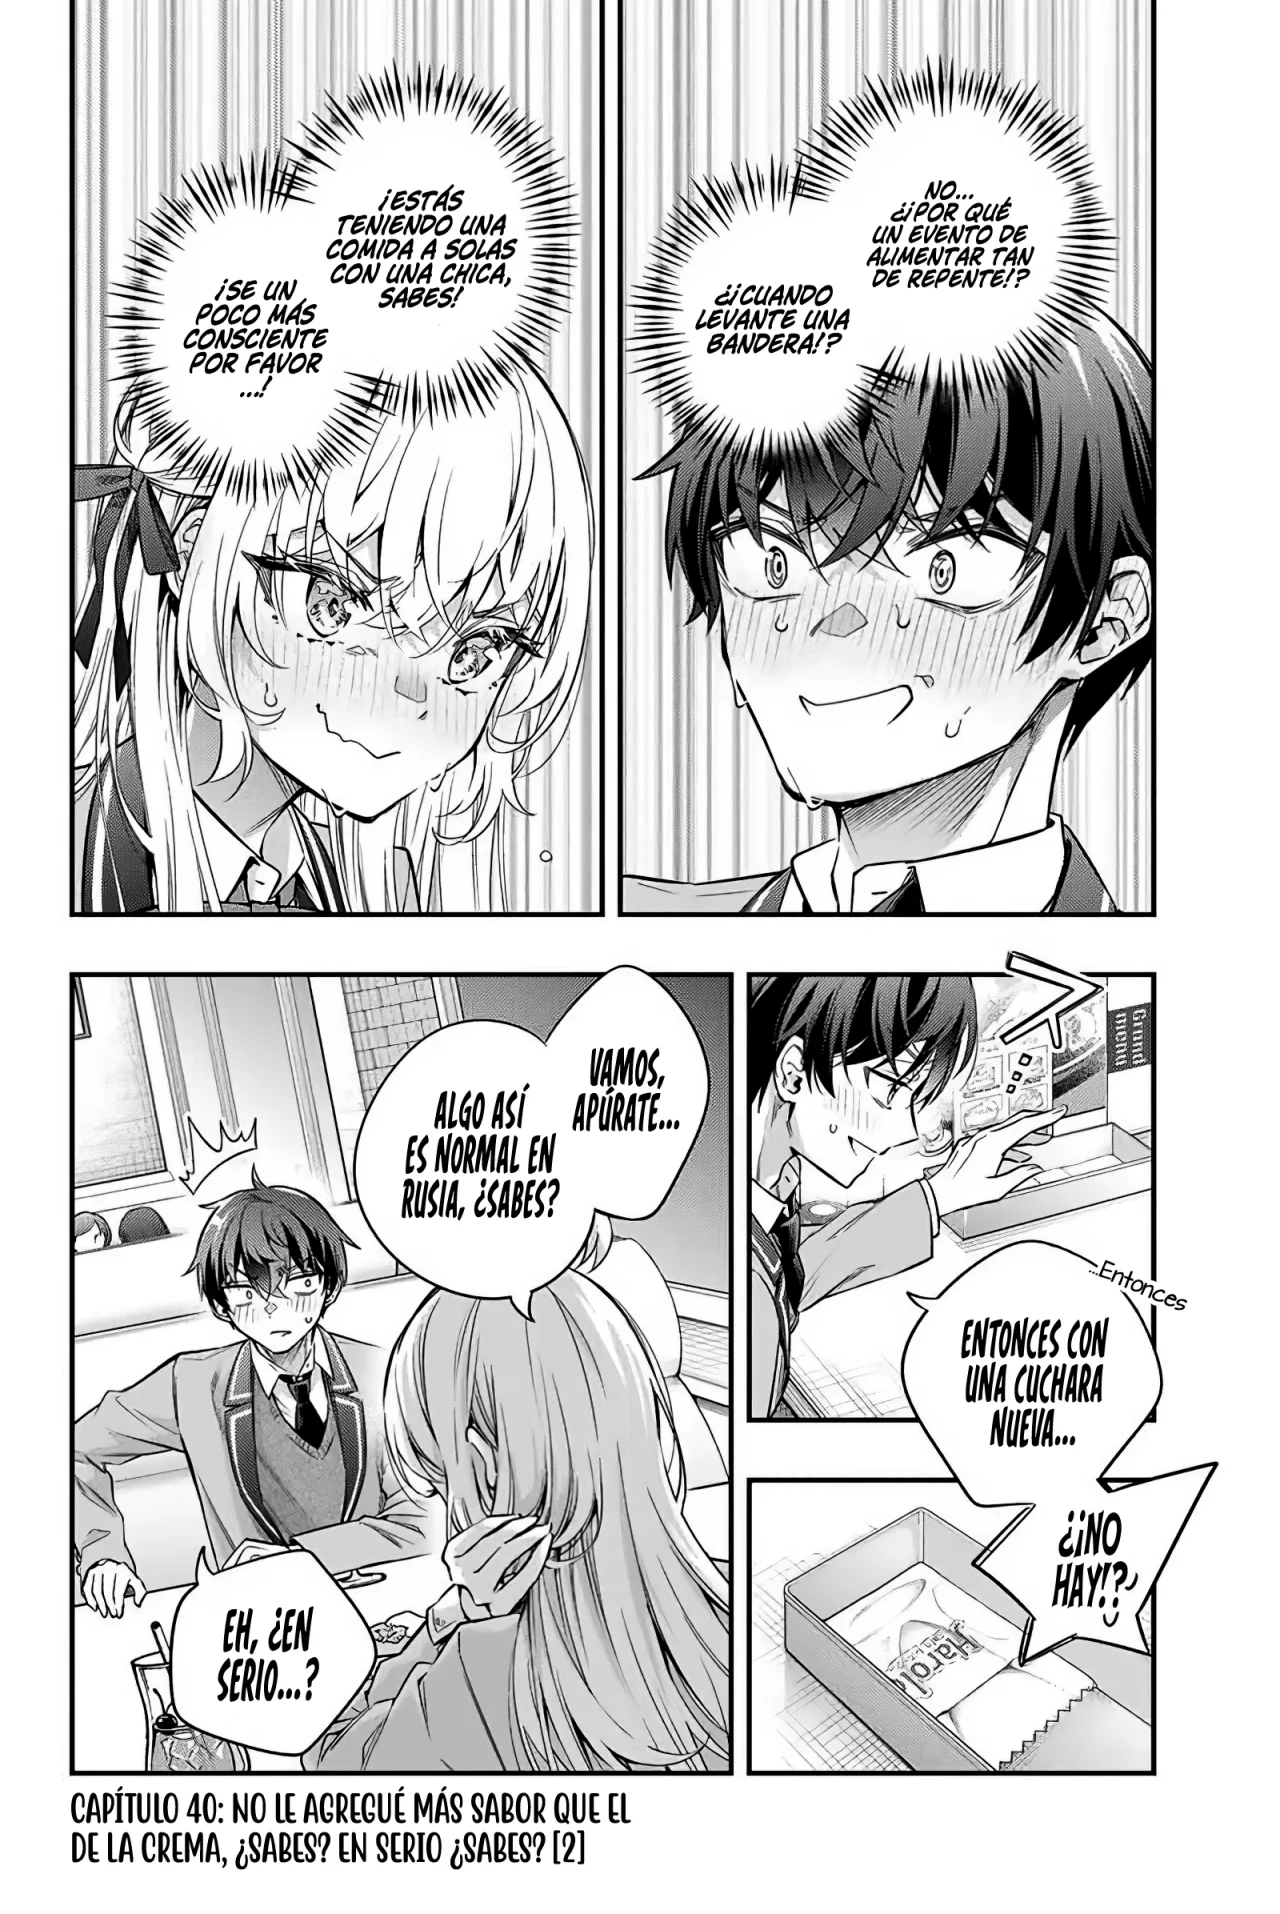 NO...
¿¡POR QUÉ
UN EVENTO DE
ALIMENTAR TAN
DE REPENTE!?
¿¡CUANDO
LEVANTE UNA
BANDERA!?
¡ESTÁS
TENIENDO UNA
COMIDA A SOLAS
CON UNA CHICA,
SABES!
¡SE UN
POCO MÁS
CONSCIENTE
POR FAVOR
...!
Grand
menu
...Entonces
ENTONCES CON
UNA CUCHARA
NUEVA...
¿¡NO
HAY!?
VAMOS,
APÚRATE...
ALGO ASÍ
ES NORMAL EN
RUSIA, ¿SABES?
EH, ¿EN
SERIO...?
CAPÍTULO 40: NO LE AGREGUÉ MÁS SABOR QUE EL
DE LA CREMA, ¿SABES? EN SERIO ¿SABES? [2]